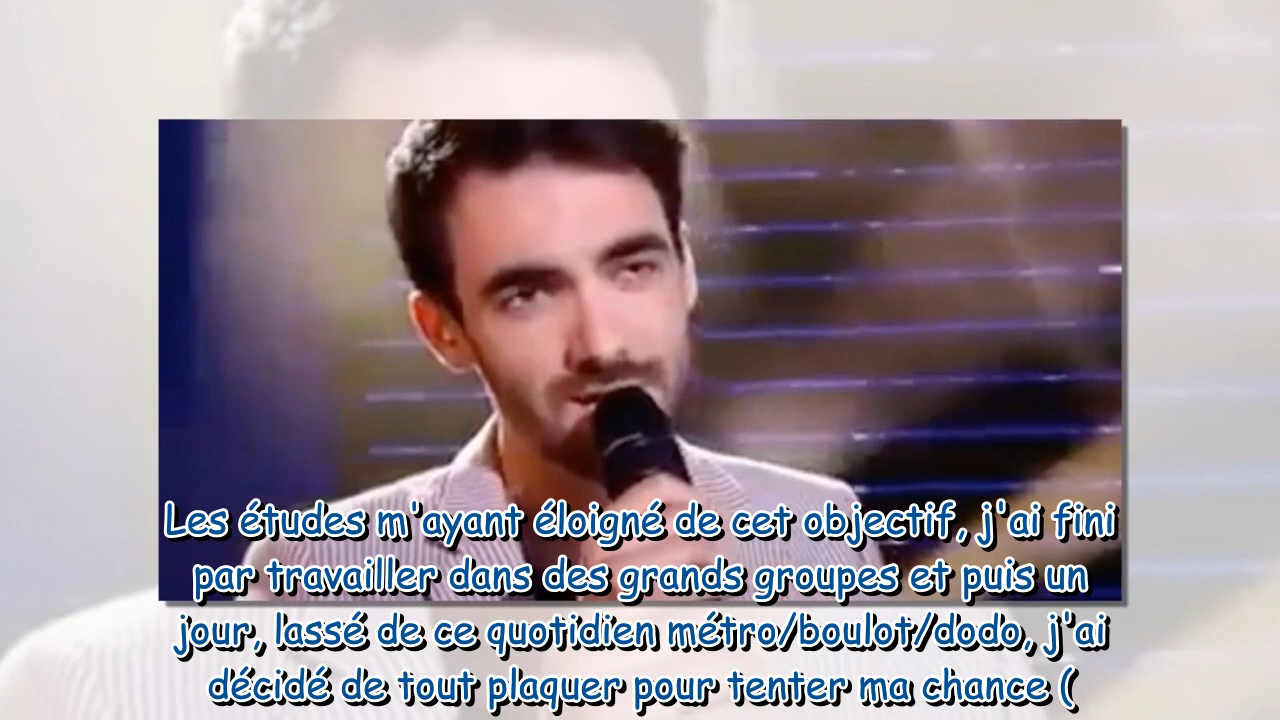 Les études m'ayant éloigné de cet objectif, j'ai fini
par travailler dans des grands groupes et puis un
jour, lassé de ce quotidien métro/boulot/dodo, j'ai
décidé de tout plaquer pour tenter ma chance (